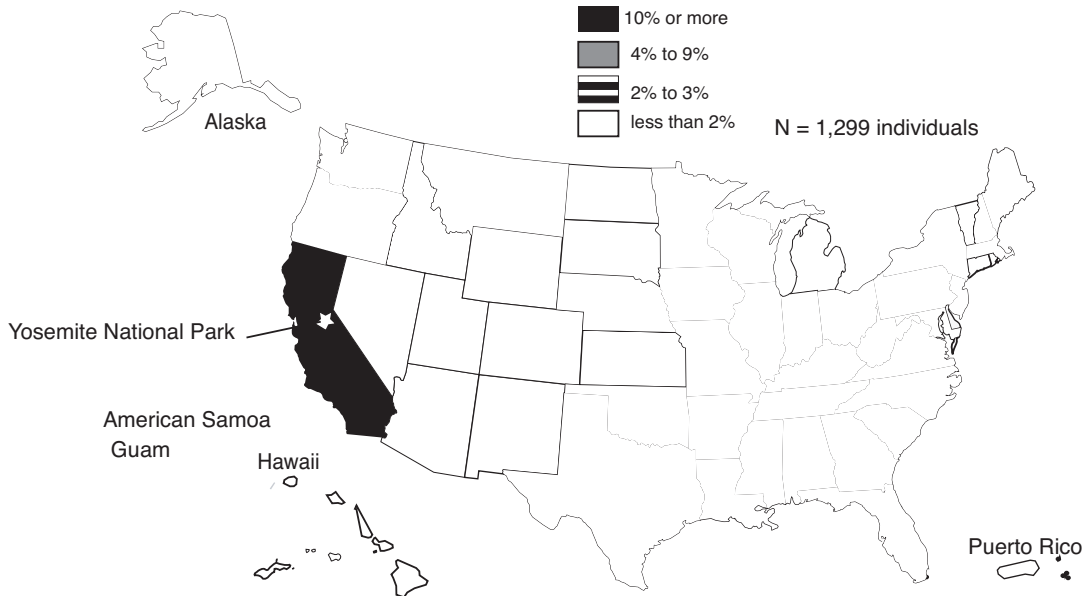 10% or more
4% to 9%
2% to 3%
less than 2%
N = 1,299 individuals
Alaska
Yosemite National Park
American Samoa
Guam
Hawaii
Puerto Rico